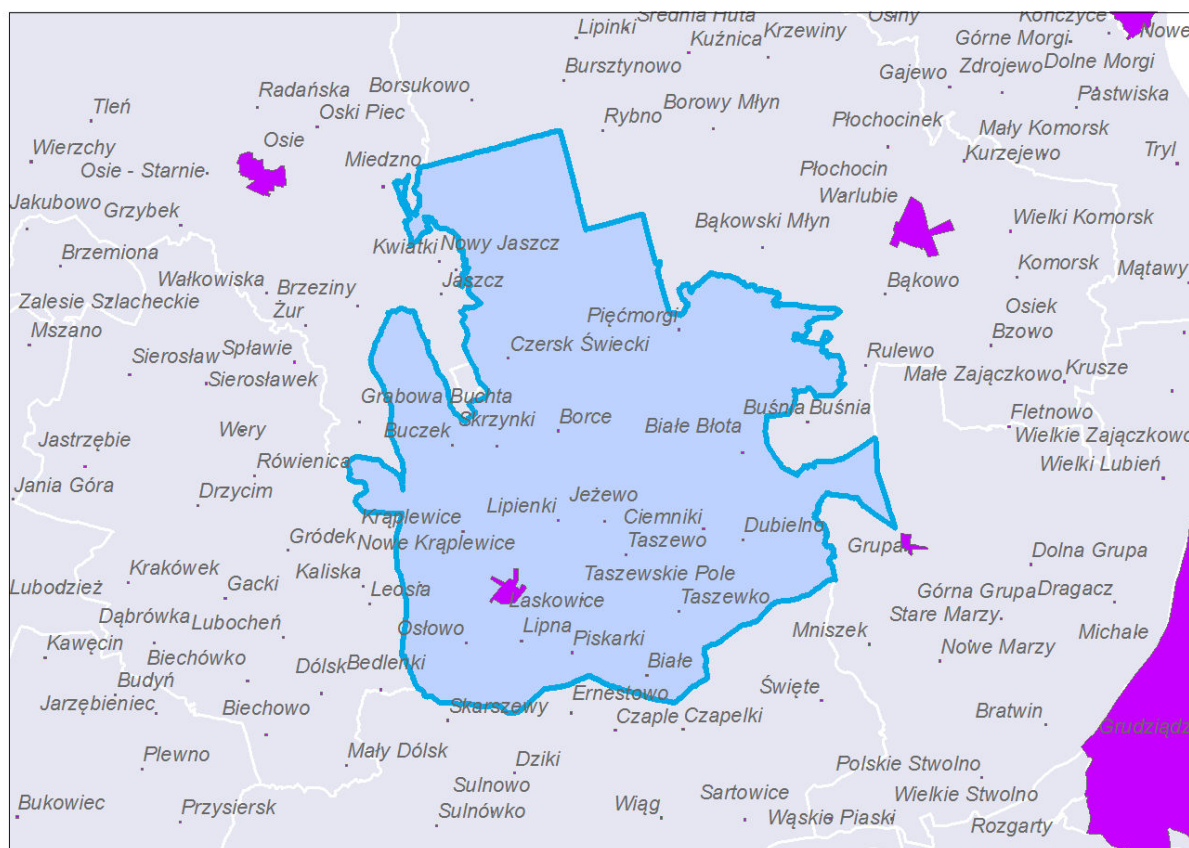 Średnia Huta
Osiny
Kończyce
Lipinki
Kuźnica
Krzewiny
Górne Morgi
Nowe
Bursztynowo
Gajewo
Zdrojewo
Dolne Morgi
Radańska
Borsukowo
Pastwiska
Tleń
Oski Piec
Rybno
Borowy Młyn
Płochocinek
Mały Komorsk
Wierzchy
Osie
Kurzejewo
Tryl
Osie - Starnie
Miedzno
Płochocin
Jakubowo
Grzybek
Warlubie
Bąkowski Młyn
Wielki Komorsk
Brzemiona
Kwiatki
Nowy Jaszcz
Wałkowiska
Brzeziny
Jaszcz
Bąkowo
Komorsk
Mątawy
Zalesie Szlacheckie
Żur
Pięćmorgi
Osiek
Mszano
Bzowo
Sierosław
Spławie
Czersk Świecki
Rulewo
Sierosławek
Małe Zajączkowo
Krusze
Grabowa Buchta
Skrzynki
Borce
Buśnia
Buśnia
Fletnowo
Jastrzębie
Wery
Buczek
Białe Błota
Wielkie Zajączkowo
Rówienica
Wielki Lubień
Jania Góra
Drzycim
Jeżewo
Lipienki
Krąplewice
Ciemniki
Dubielno
Gródek
Nowe Krąplewice
Taszewo
Grupa
Dolna Grupa
Lubodzież
Krakówek
Gacki
Kaliska
Leosia
Taszewskie Pole
Górna Grupa
Dragacz
Dąbrówka
Laskowice
Taszewko
Stare Marzy
Lubocheń
Osłowo
Lipna
Piskarki
Mniszek
Michale
Kawęcin
Biechówko
Dólsk
Bedlenki
Białe
Nowe Marzy
Budyń
Święte
Jarzębieniec
Biechowo
Skarszewy
Ernestowo
Czaple
Czapelki
Bratwin
Grudziądz
Plewno
Mały Dólsk
Dziki
Polskie Stwolno
Sulnowo
Bukowiec
Przysiersk
Sulnówko
Wiąg
Sartowice
Wielkie Stwolno
Wąskie Piaski
Rozgarty